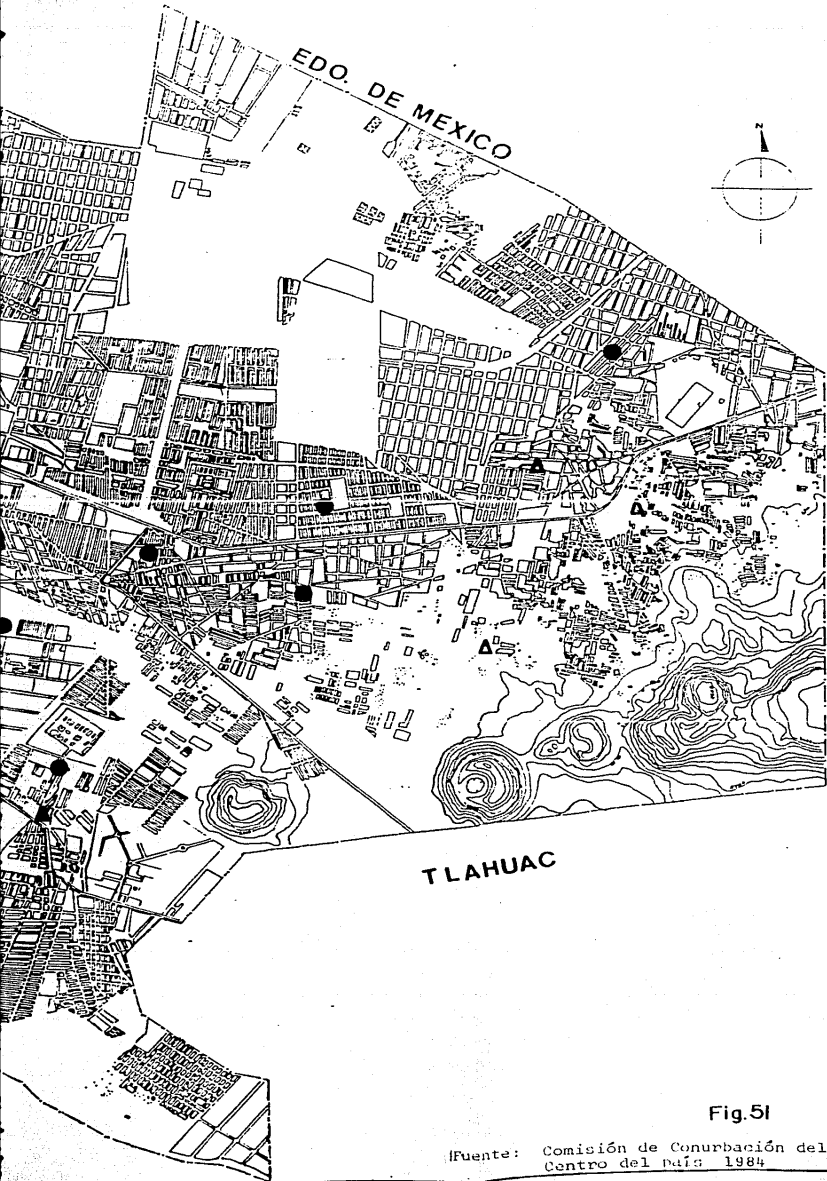 EDO. DE MEXICO
N
TLAHUAC
Fig.51
Fuente: Comisión de Conurbación del
Centro del país 1984